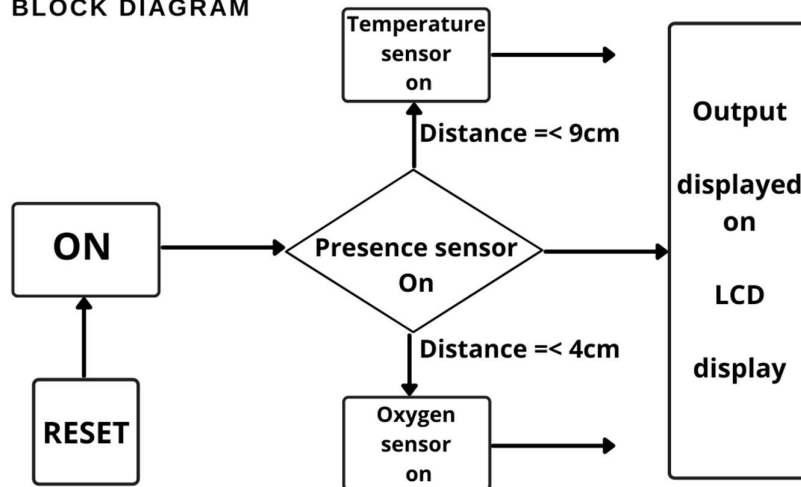 BLOCK DIAGRAM
Temperature
sensor
on
Distance =< 9cm
ON
Presence sensor
On
Distance =< 4cm
RESET
Oxygen
sensor
on
Output
displayed
on
LCD
display